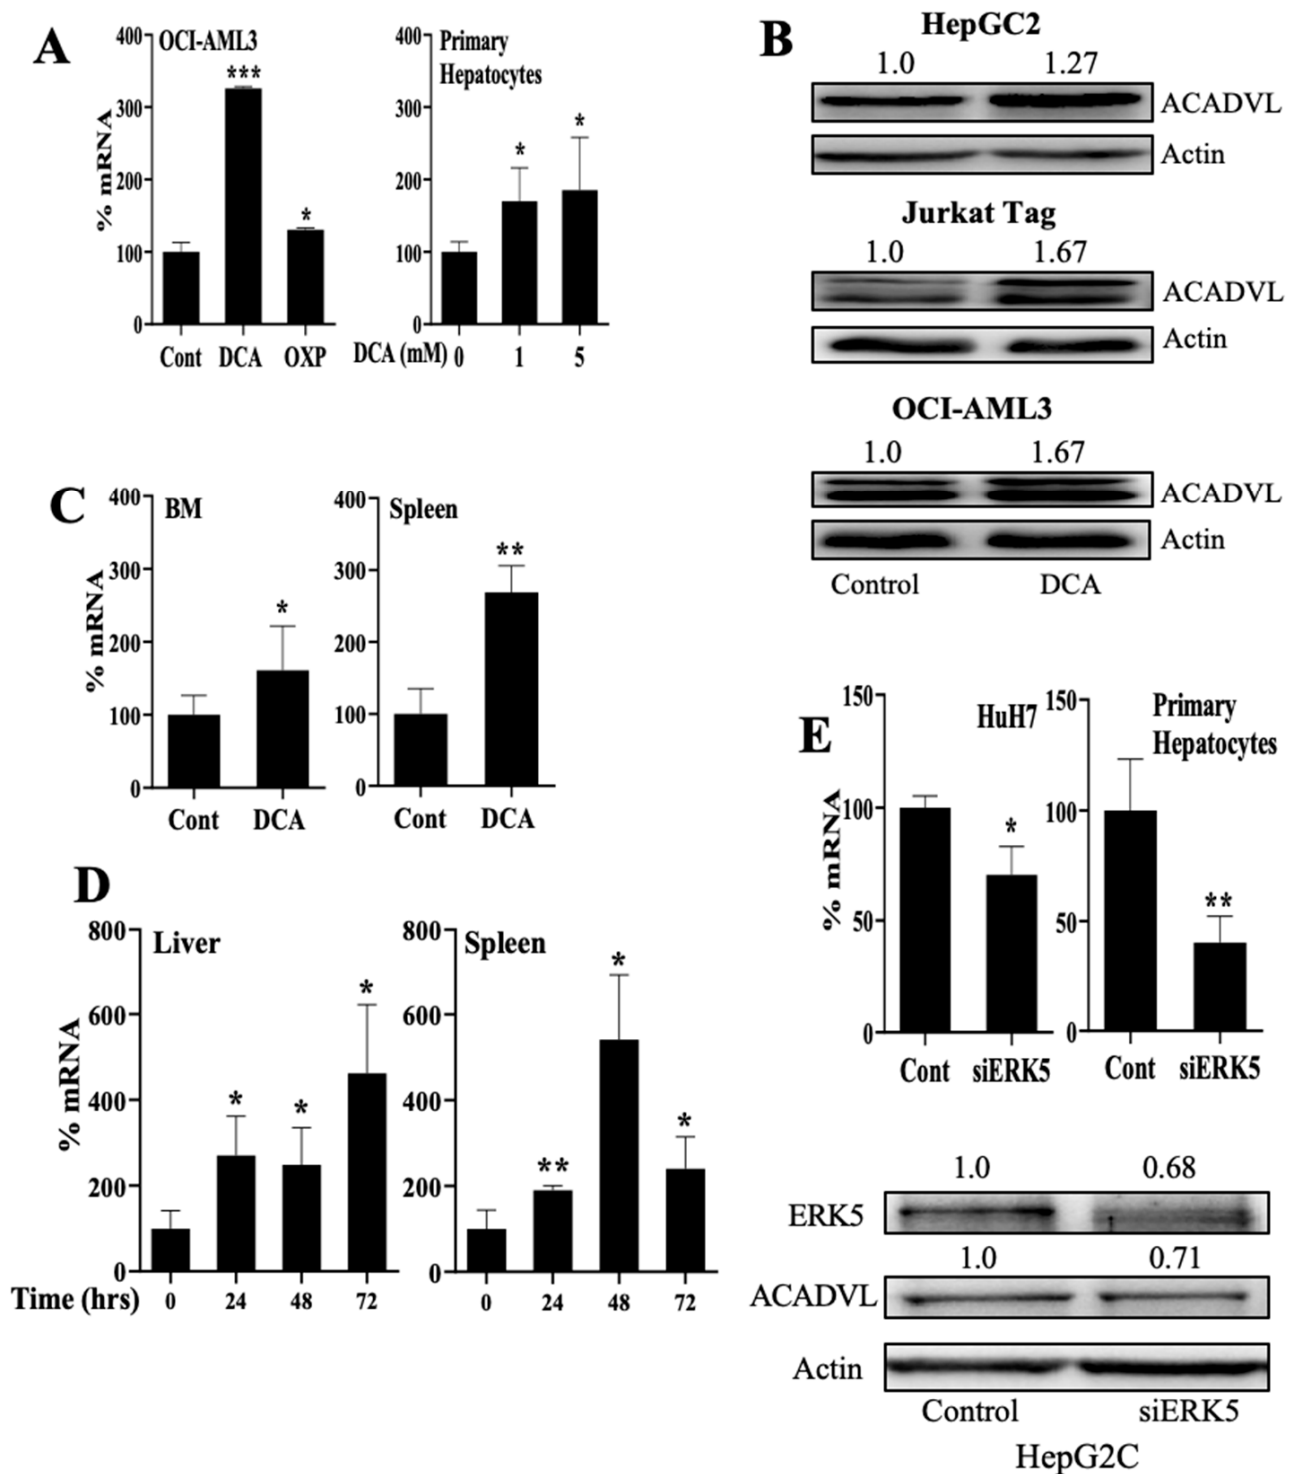 A
OCI-AML3
% mRNA
400
300
200
100
0
***
*
Cont DCA OXP
Primary
Hepatocytes
400
300
200
100
0
*
*
DCA (mM) 0 1 5
B
HepGC2
1.0 1.27
ACADVL
Actin
Jurkat Tag
1.0 1.67
ACADVL
Actin
OCI-AML3
1.0 1.67
ACADVL
Actin
Control DCA
C
BM
% mRNA
400
300
200
100
0
*
Cont DCA
Spleen
400
300
200
100
0
**
Cont DCA
D
Liver
% mRNA
800
600
400
200
0
*
*
*
Time (hrs) 0 24 48 72
Spleen
800
600
400
200
0
**
*
*
0 24 48 72
E
HuH7
% mRNA
150
100
50
0
*
Cont siERK5
Primary
Hepatocytes
150
100
50
0
**
Cont siERK5
1.0 0.68
ERK5
1.0 0.71
ACADVL
Actin
Control siERK5
HepG2C